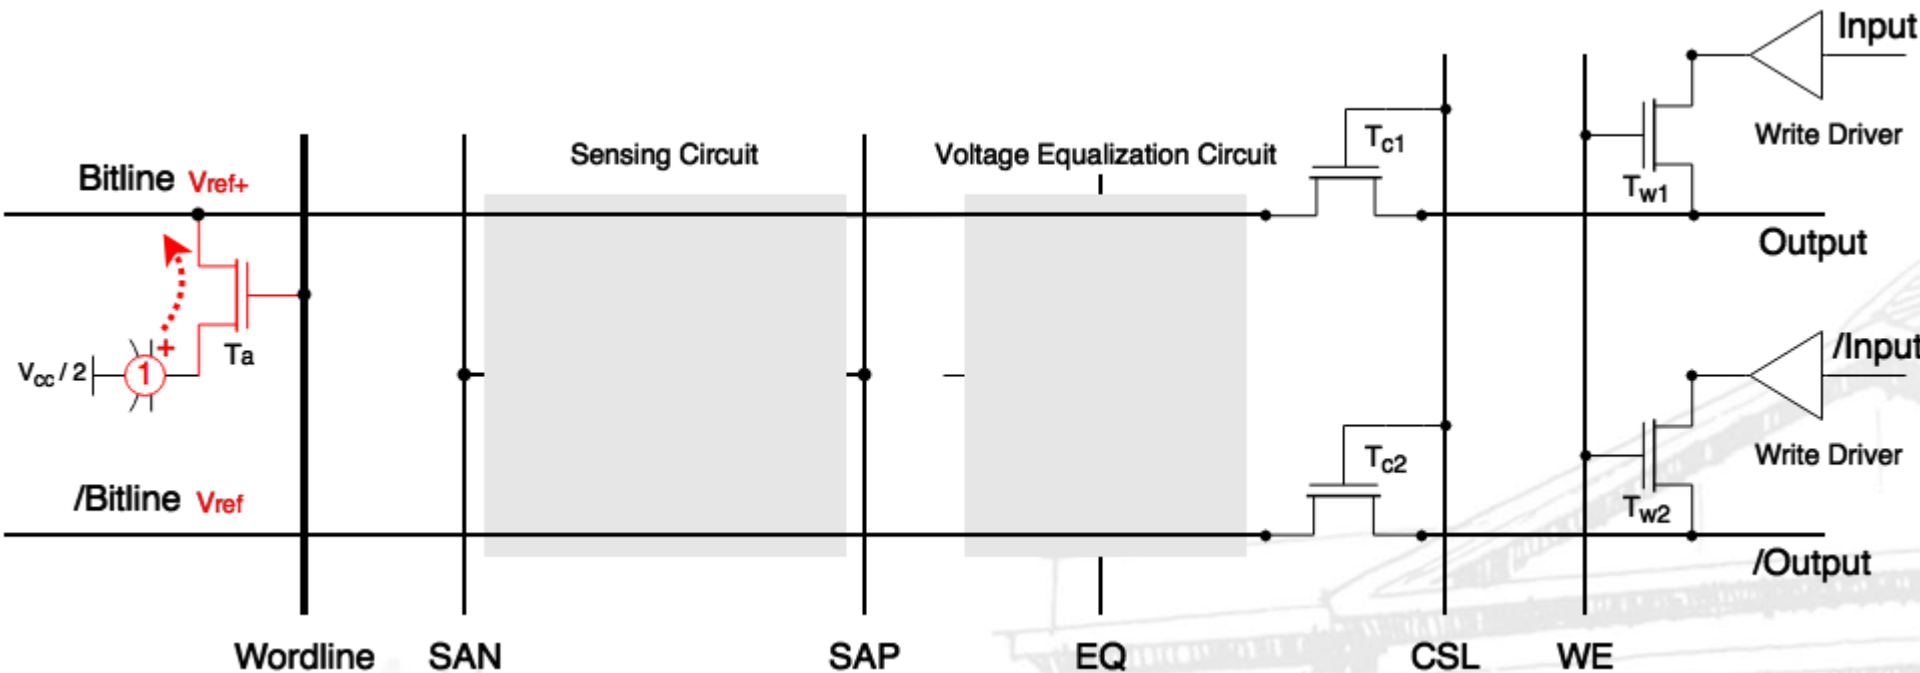 Input
Sensing Circuit
Voltage Equalization Circuit
Tc1
Write Driver
Bitline Vref+
Tw1
Output
+
Ta
Vcc / 2
1
/Input
Tc2
Write Driver
/Bitline Vref
Tw2
/Output
Wordline
SAN
SAP
EQ
CSL
WE